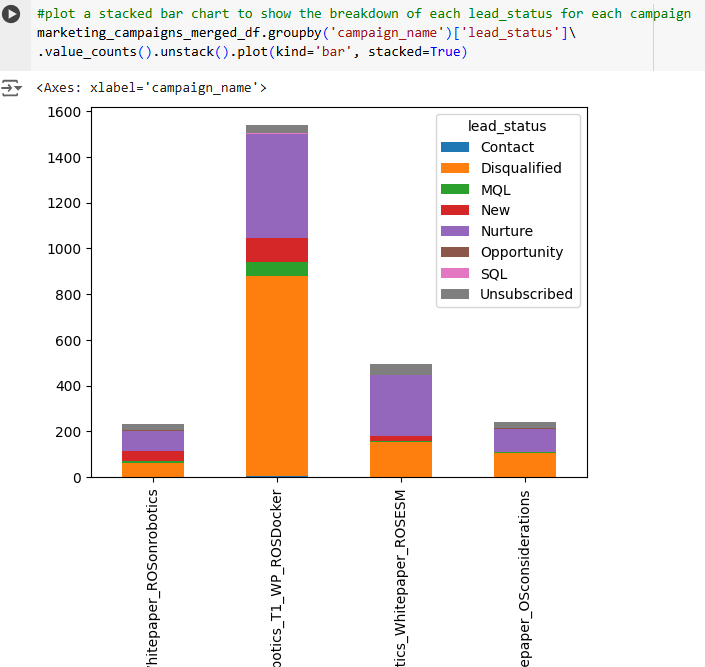 #plot a stacked bar chart to show the breakdown of each lead_status for each campaign
marketing_campaigns_merged_df.groupby('campaign_name')['lead_status']\
.value_counts().unstack().plot(kind='bar', stacked=True)
<Axes: xlabel='campaign_name'>
1600
1400
1200
1000
800
600
400
200
0
lead_status
Contact
Disqualified
MQL
New
Nurture
Opportunity
SQL
Unsubscribed
hitepaper_ROSonrobotics
otics_T1_WP_ROSDocker
tics_Whitepaper_ROSESM
epaper_OSconsiderations